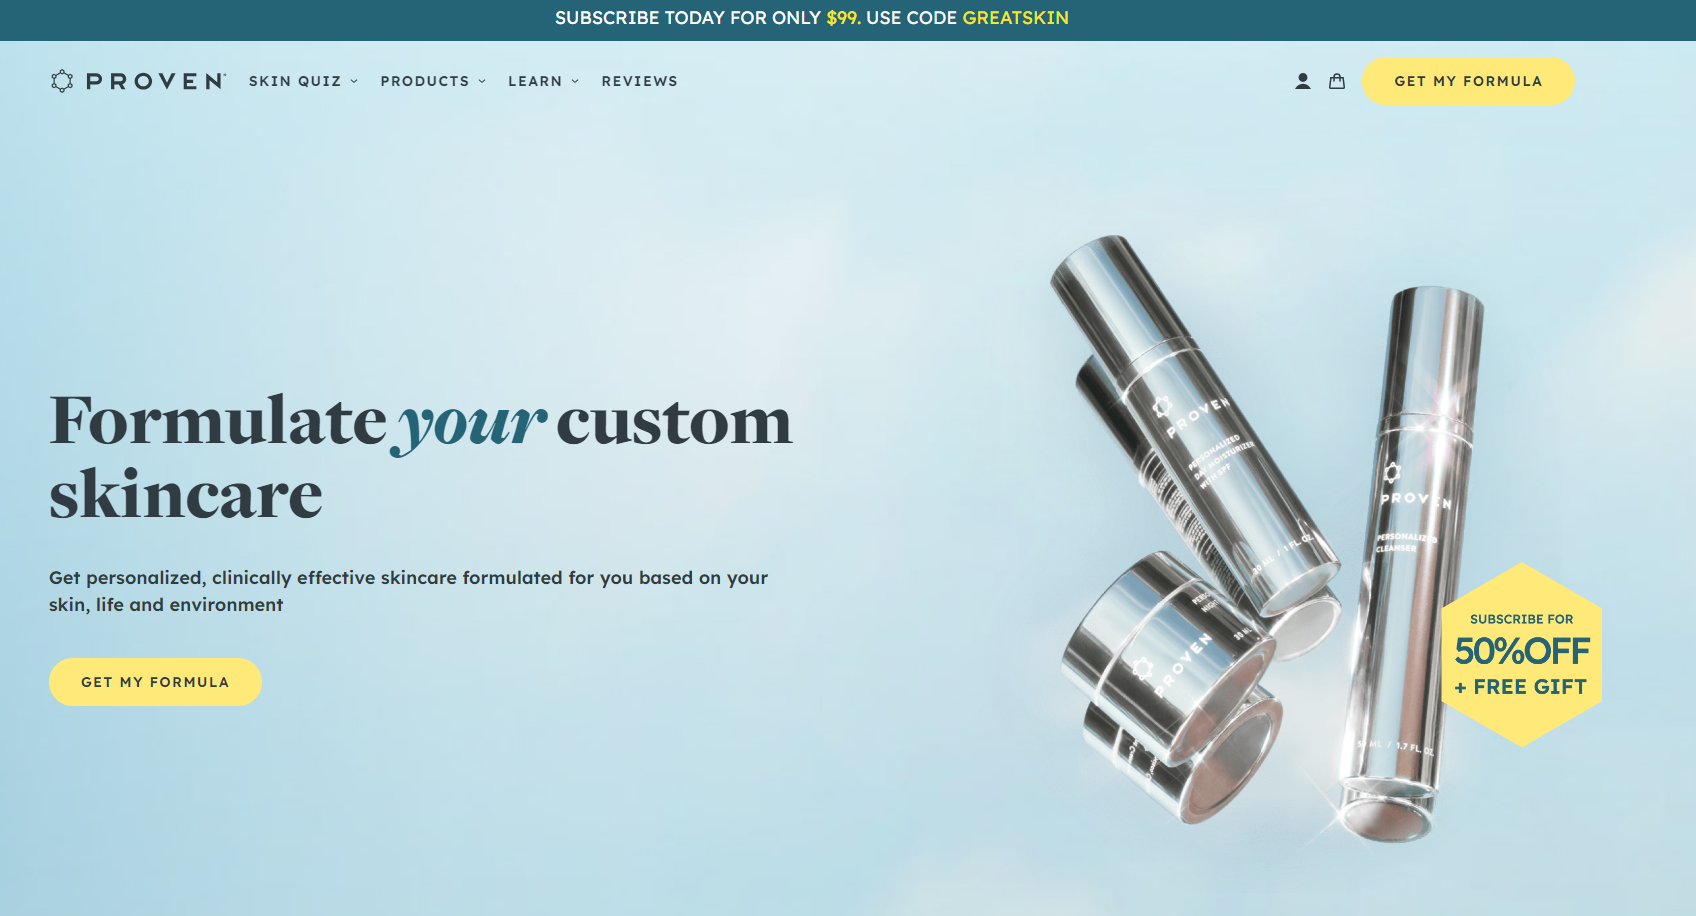 SUBSCRIBE TODAY FOR ONLY $99. USE CODE GREATSKIN
PROVEN
SKIN QUIZ
PRODUCTS
LEARN
REVIEWS
GET MY FORMULA
Formulate your custom
skincare
Get personalized, clinically effective skincare formulated for you based on your
skin, life and environment
GET MY FORMULA
PROVEN
PERSONALIZED
DAY MOISTURIZER
WITH SPF
30 ML / 1 FL. OZ.
PROVEN
PERSONALIZED
CLEANSER
50 ML / 1.7 FL. OZ.
PROVEN
30 ML
SUBSCRIBE FOR
50%OFF
+ FREE GIFT